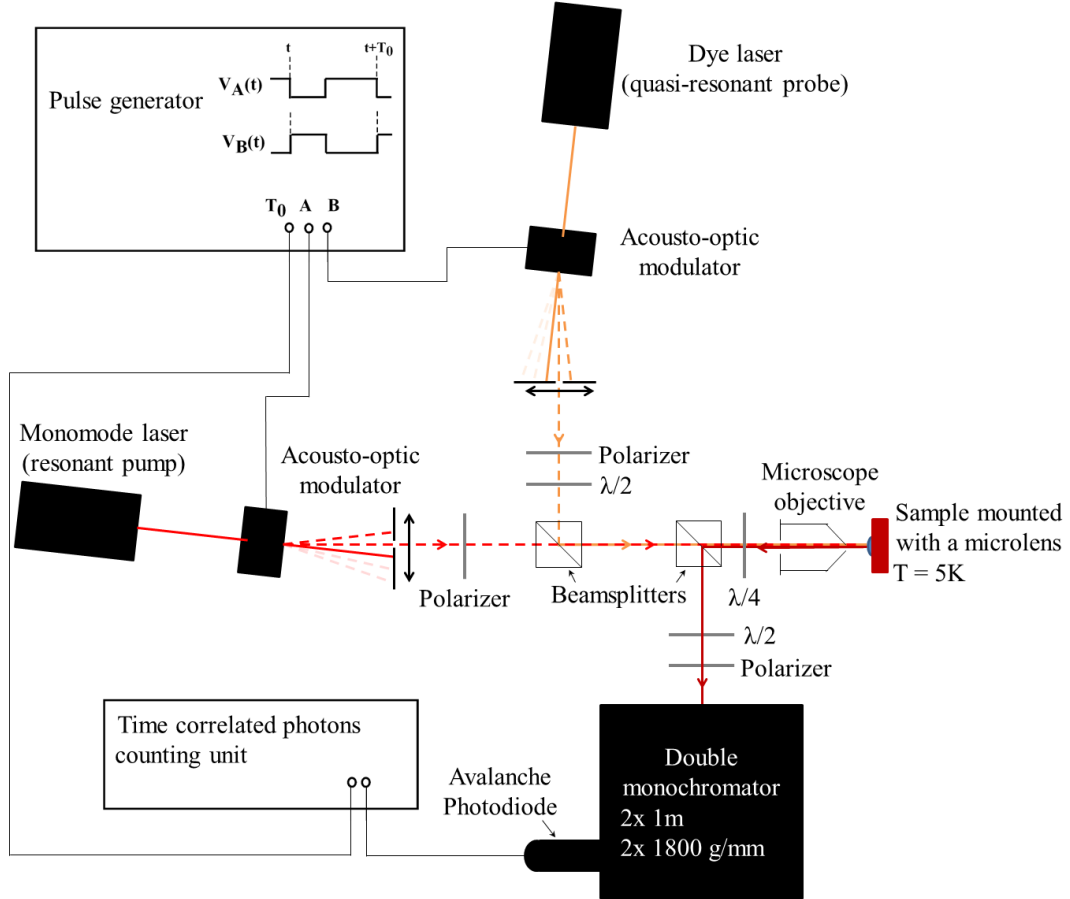 t
t+T0
VA(t)
Pulse generator
VB(t)
T0 A B
Dye laser
(quasi-resonant probe)
Acousto-optic
modulator
Monomode laser
(resonant pump)
Acousto-optic
modulator
Polarizer
λ/2
Microscope
objective
Sample mounted
with a microlens
T = 5K
Polarizer
Beamsplitters
λ/4
λ/2
Polarizer
Time correlated photons
counting unit
Avalanche
Photodiode
Double
monochromator
2x 1m
2x 1800 g/mm